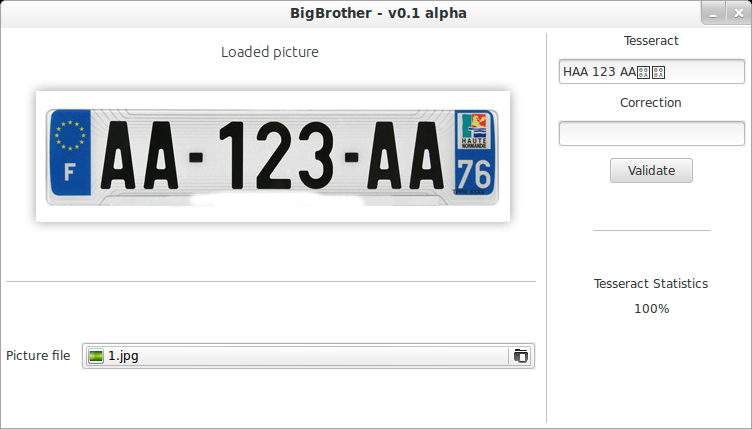 BigBrother - v0.1 alpha
Loaded picture
F
AA-123-AA
HAUTE
NORMANDIE
76
Picture file
1.jpg
Tesseract
HAA 123 AA
Correction
Validate
Tesseract Statistics
100%